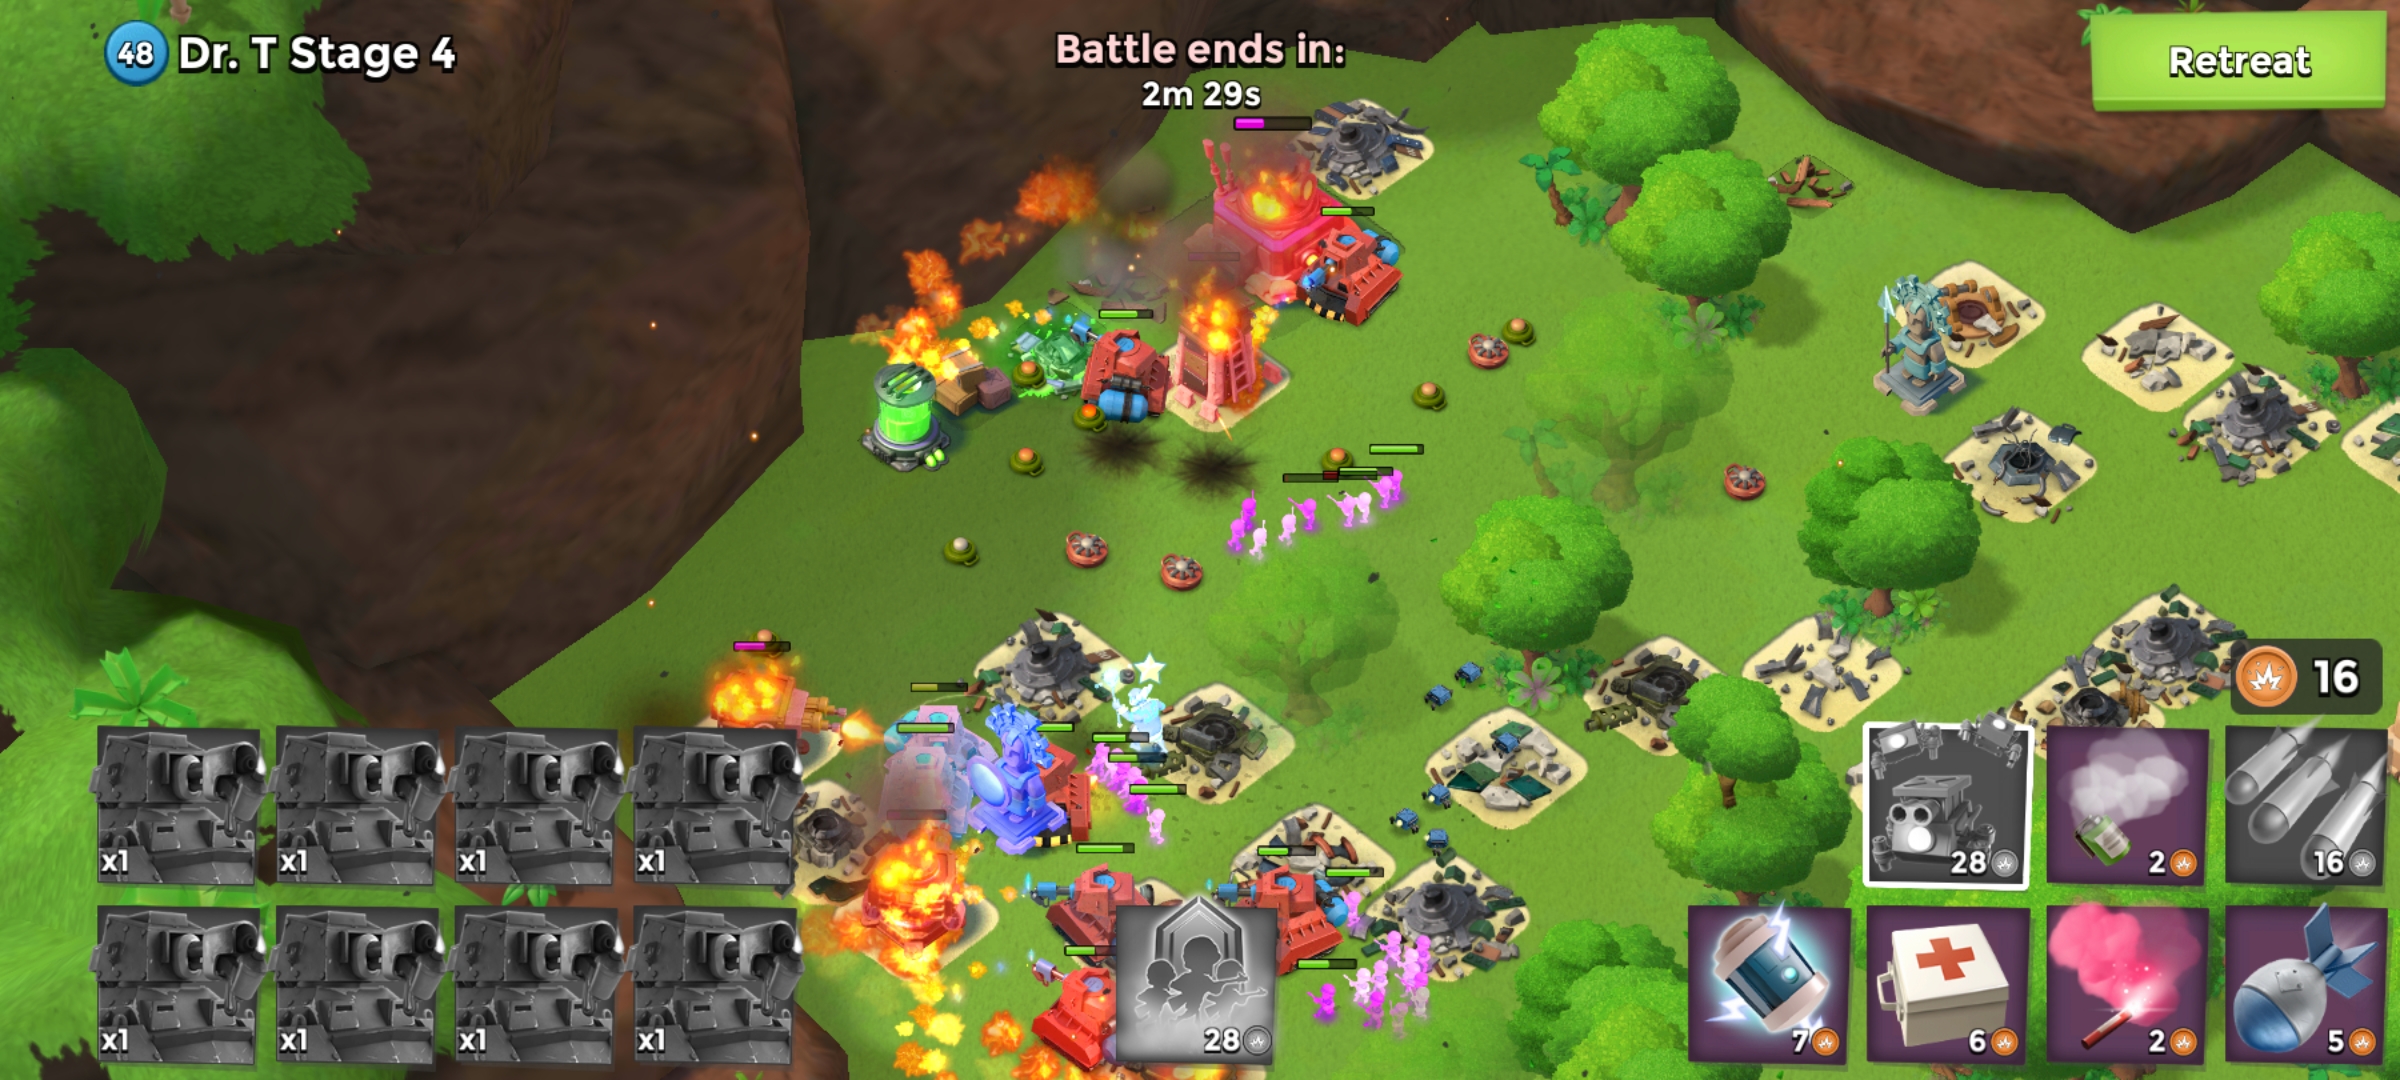 48 Dr. T Stage 4
Battle ends in:
2m 29s
Retreat
16
x1 x1 x1 x1
28 2 16
x1 x1 x1 x1
28
7 6 2 5